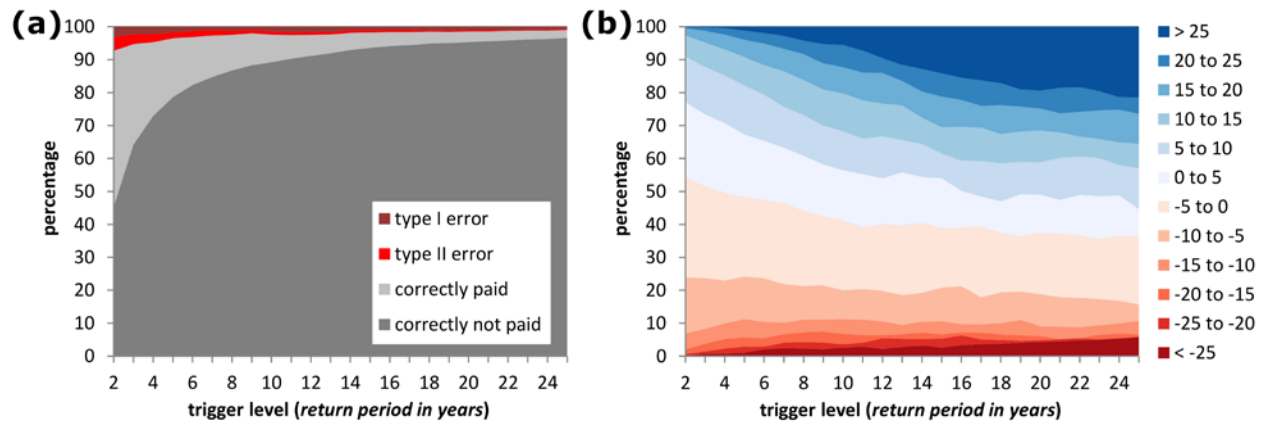 (a)
percentage
100
90
80
70
60
50
40
30
20
10
0
type I error
type II error
correctly paid
correctly not paid
2 4 6 8 10 12 14 16 18 20 22 24
trigger level (return period in years)
(b)
percentage
100
90
80
70
60
50
40
30
20
10
0
2 4 6 8 10 12 14 16 18 20 22 24
trigger level (return period in years)
> 25
20 to 25
15 to 20
10 to 15
5 to 10
0 to 5
-5 to 0
-10 to -5
-15 to -10
-20 to -15
-25 to -20
< -25